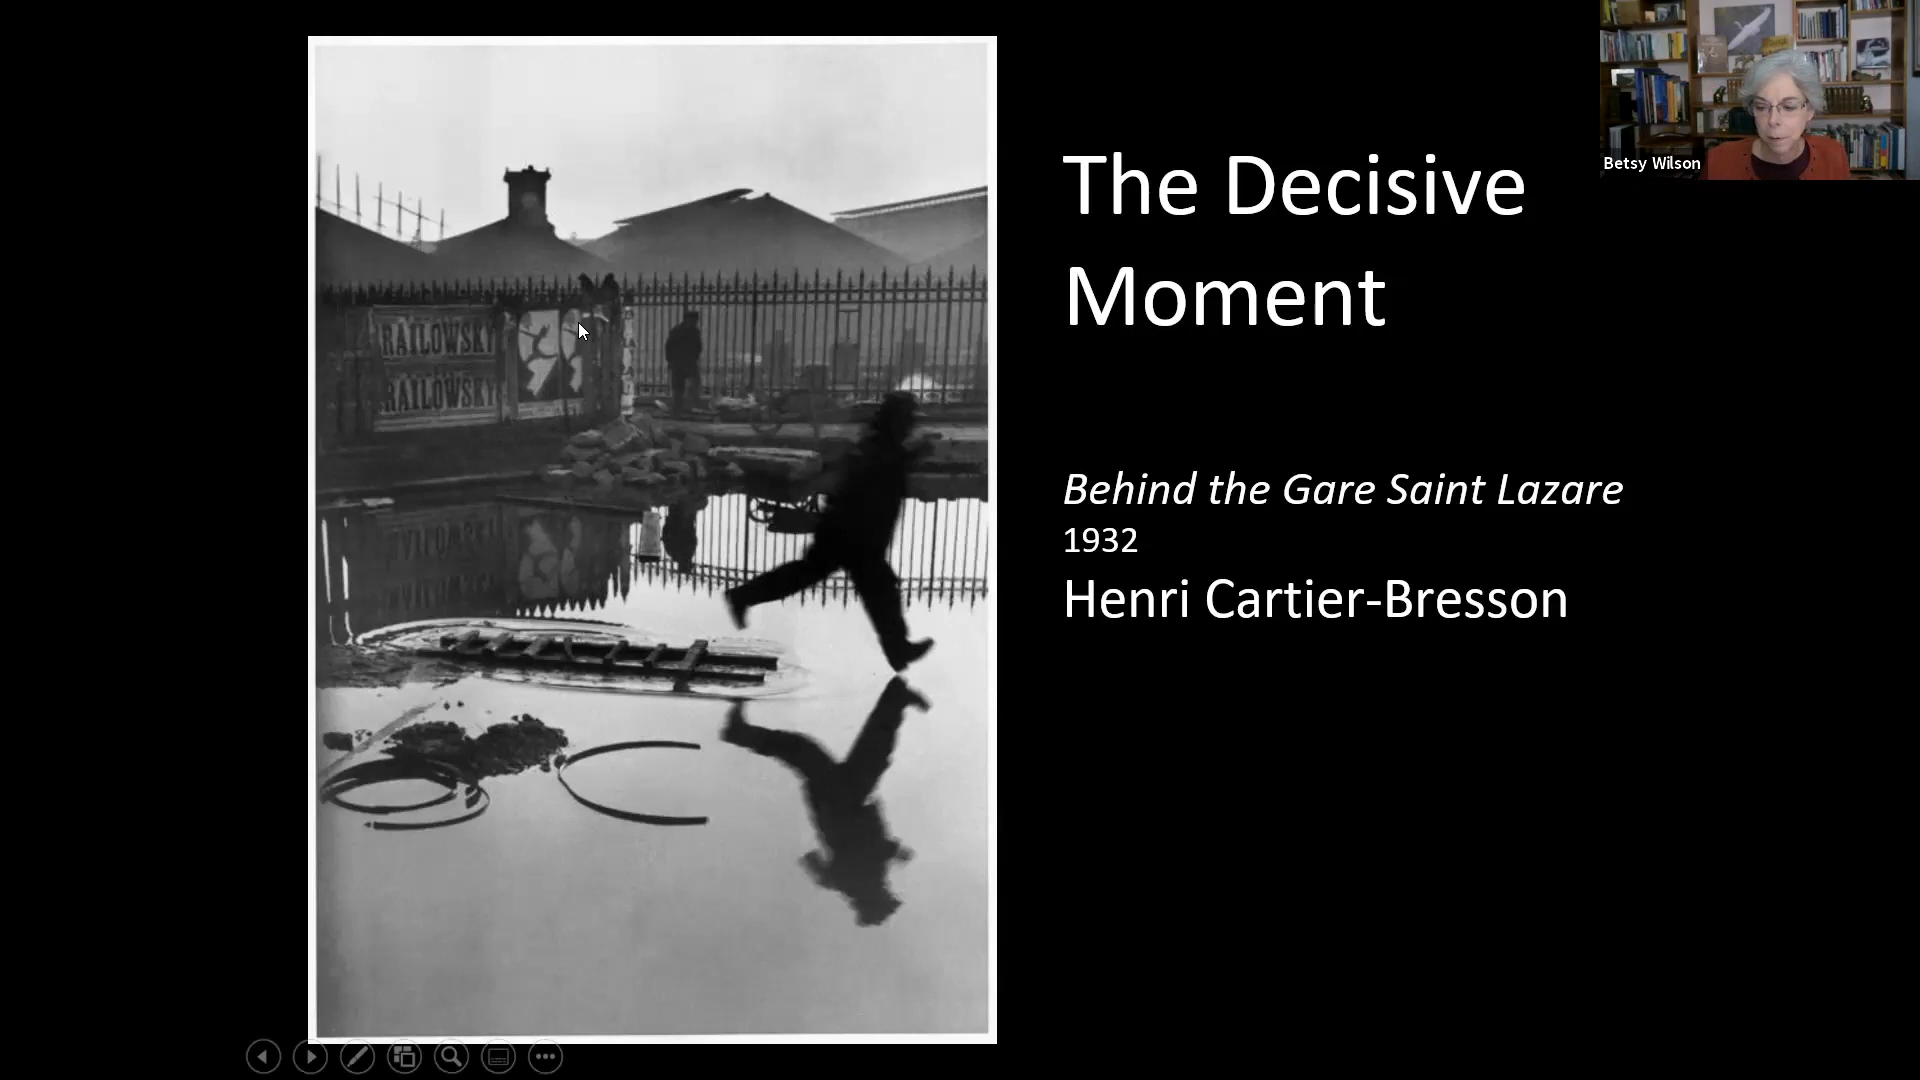 The Decisive
Moment
Behind the Gare Saint Lazare
1932
Henri Cartier-Bresson
Betsy Wilson
RAILOWSKY
RAILOWSKY